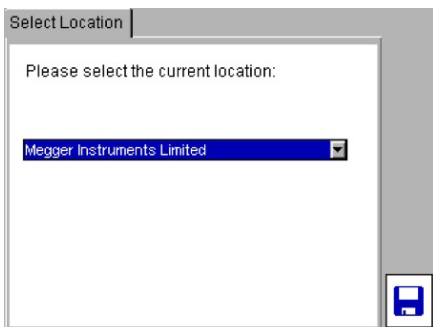 Select Location
Please select the current location:
Megger Instruments Limited